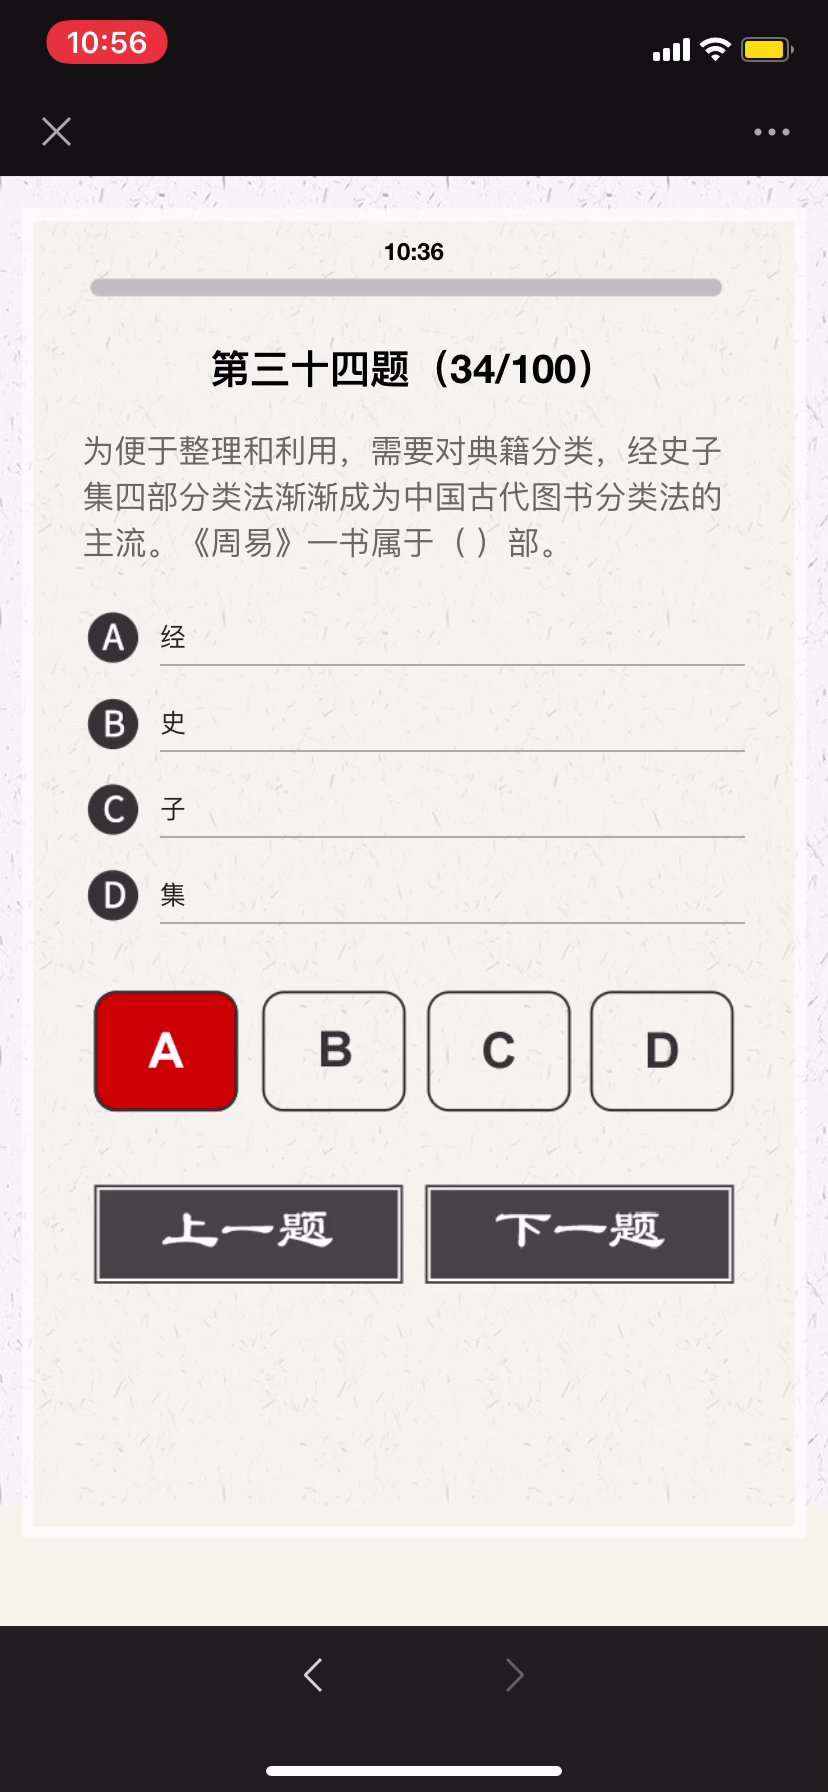 10:56
10:36
第三十四题（34/100）
为便于整理和利用，需要对典籍分类，经史子
集四部分类法渐渐成为中国古代图书分类法的
主流。《周易》一书属于（ ）部。
A 经
B 史
C 子
D 集
A B C D
上一题 下一题